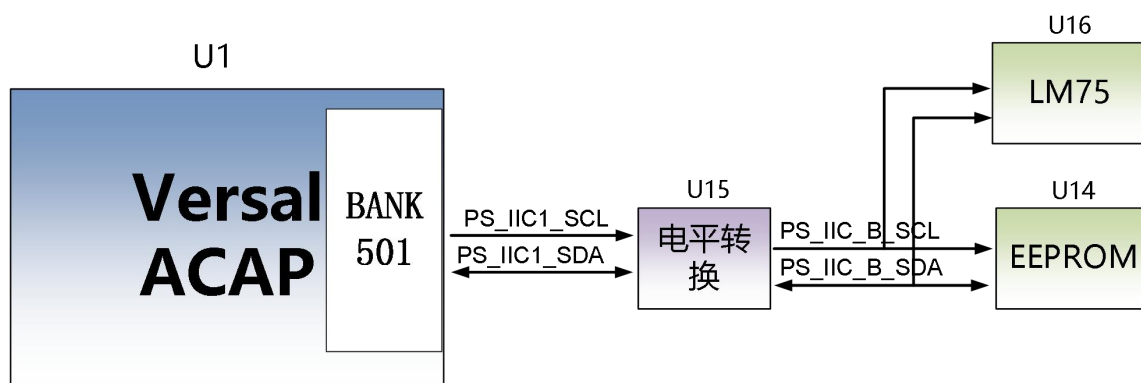 U1
Versal
ACAP
BANK
501
PS_IIC1_SCL
PS_IIC1_SDA
U15
电平转
换
PS_IIC_B_SCL
PS_IIC_B_SDA
U16
LM75
U14
EEPROM